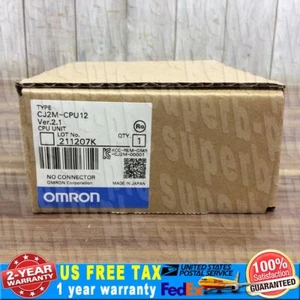 TYPE
CJ2M-CPU12
Ver.2.1
CPU UNIT
LOT No.
211207K
QTY
1
NO CONNECTOR
OMRON Corporation
MADE IN JAPAN
OMRON
2-YEAR
WARRANTY
US FREE TAX
1 year warranty
UNITED STATES
POSTAL SERVICE
FedEx
100%
Satisfaction
GUARANTEED